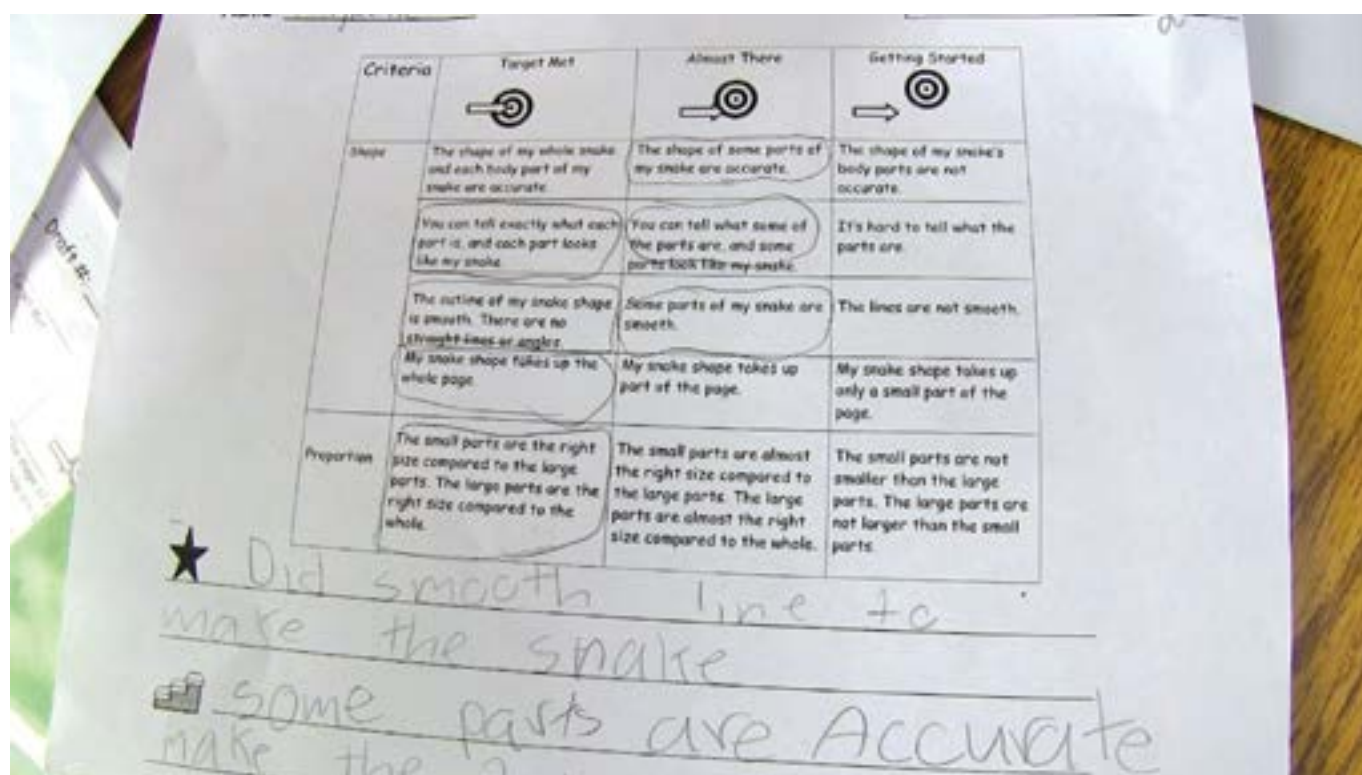 Criteria
Target Met
Almost There
Getting Started
Shape
The shape of my whole snake
and each body part of my
snake are accurate.
The shape of some parts of
my snake are accurate.
The shape of my snake's
body parts are not
accurate.
You can tell exactly what each
part is, and each part looks
like my snake.
You can tell what some of
the parts are, and some
parts look like my snake.
It's hard to tell what the
parts are.
The outline of my snake shape
is smooth. There are no
straight lines or angles.
Some parts of my snake are
smooth.
The lines are not smooth.
My snake shape takes up the
whole page.
My snake shape takes up
part of the page.
My snake shape takes up
only a small part of the
page.
Proportion
The small parts are the right
size compared to the large
parts. The large parts are the
right size compared to the
whole.
The small parts are almost
the right size compared to
the large parts. The large
parts are almost the right
size compared to the whole.
The small parts are not
smaller than the large
parts. The large parts are
not larger than the small
parts.
Did smooth line to
make the snake
some parts are Accurate
make the
Draft #: